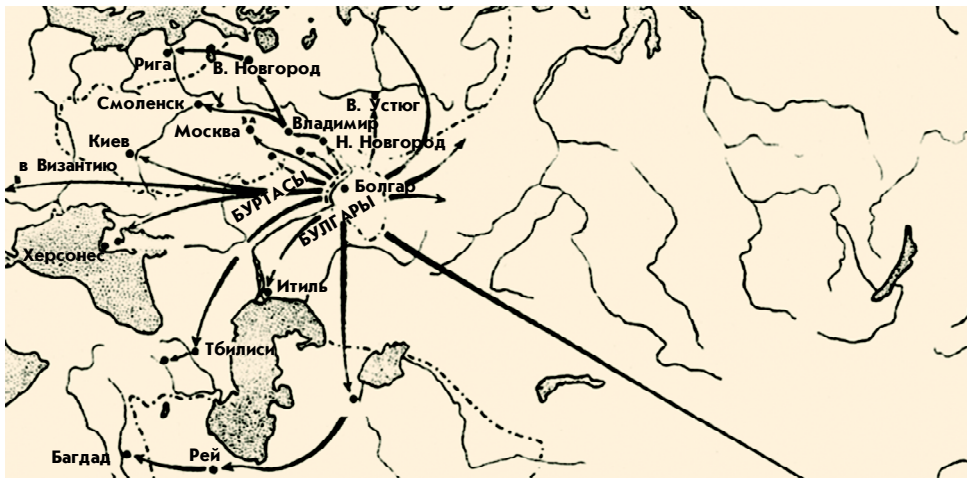 Рига
В. Новгород
Смоленск
В. Устюг
Москва
Владимир
Киев
Н. Новгород
в Византию
Болгар
БУРТАСЫ
БУЛГАРЫ
Херсонес
Итиль
Тбилиси
Багдад
Рей